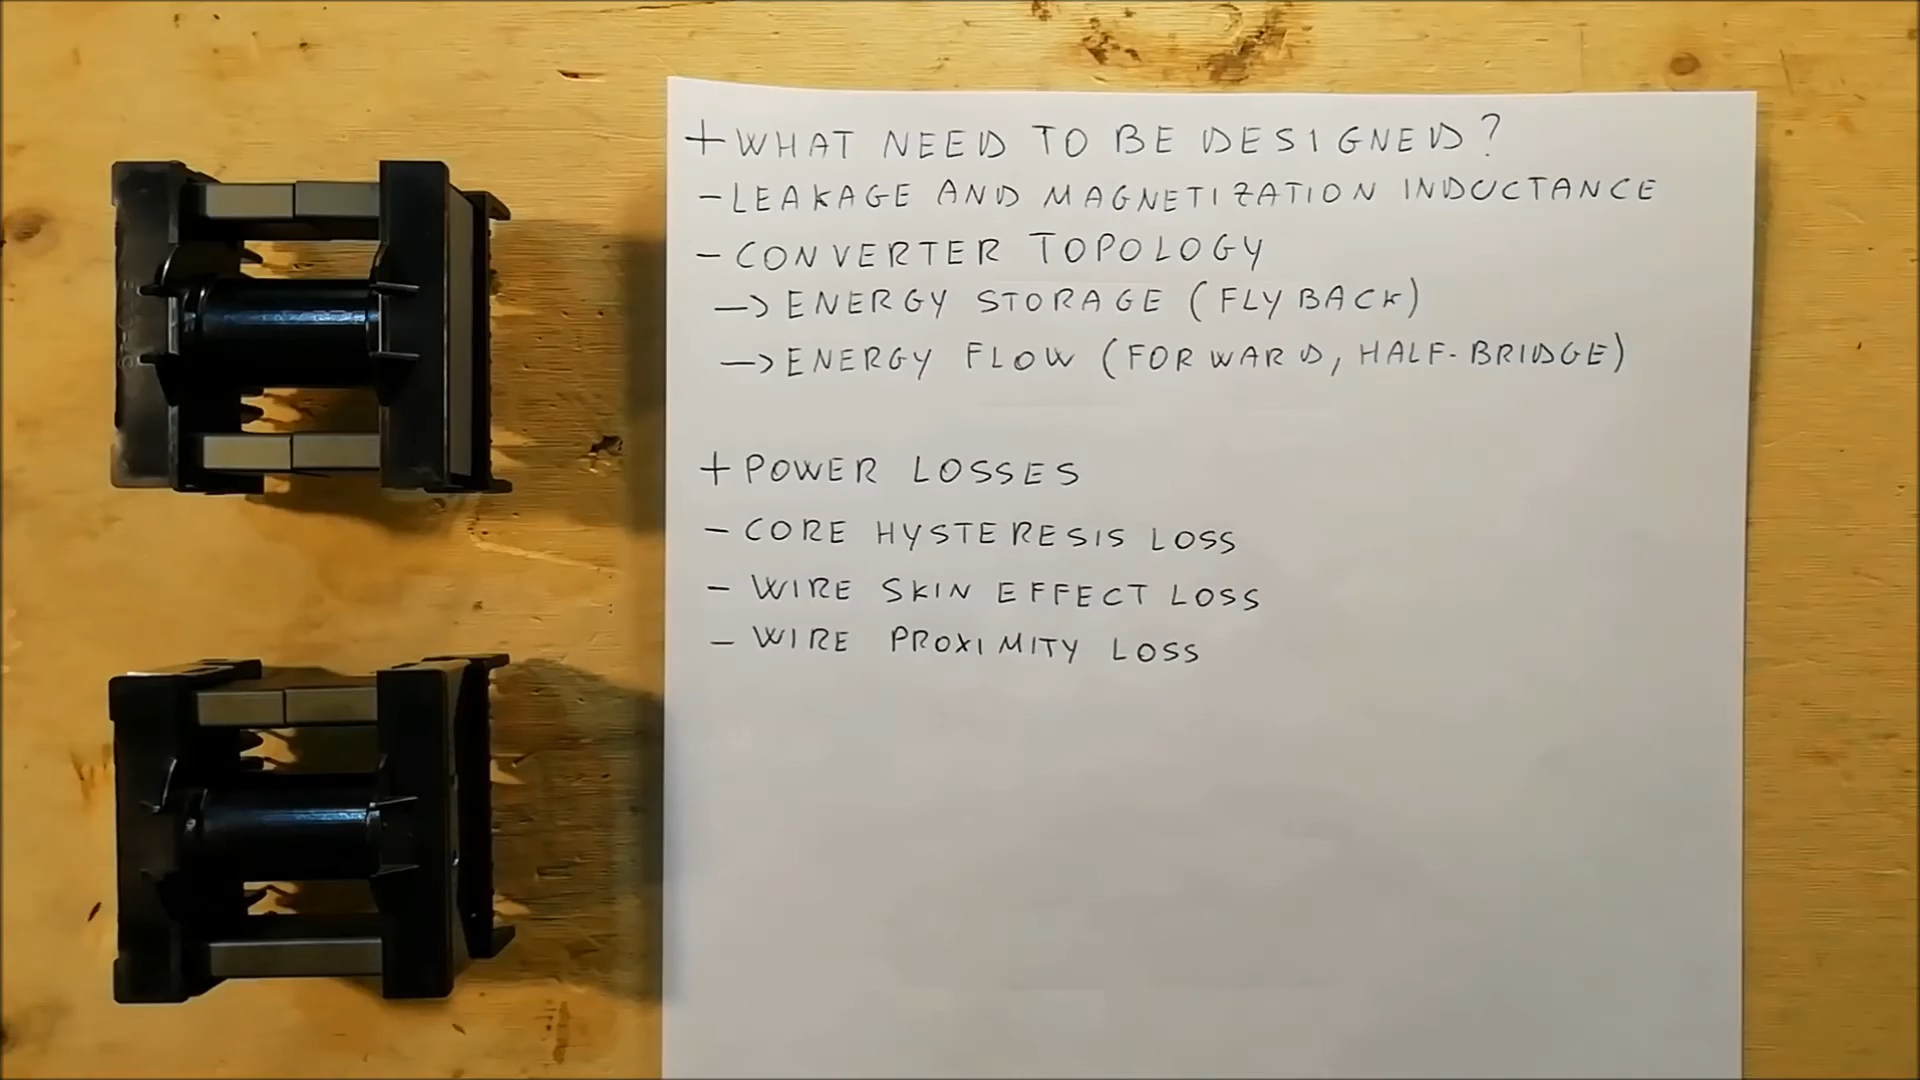 + WHAT NEED TO BE DESIGNED?
- LEAKAGE AND MAGNETIZATION INDUCTANCE
- CONVERTER TOPOLOGY
-> ENERGY STORAGE (FLYBACK)
-> ENERGY FLOW (FORWARD, HALF-BRIDGE)
+ POWER LOSSES
- CORE HYSTERESIS LOSS
- WIRE SKIN EFFECT LOSS
- WIRE PROXIMITY LOSS